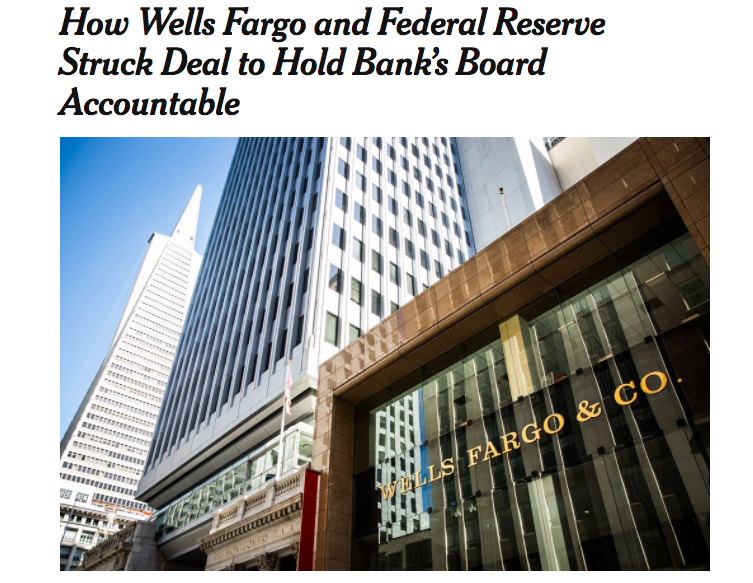 How Wells Fargo and Federal Reserve
Struck Deal to Hold Bank’s Board
Accountable
WELLS FARGO & CO.